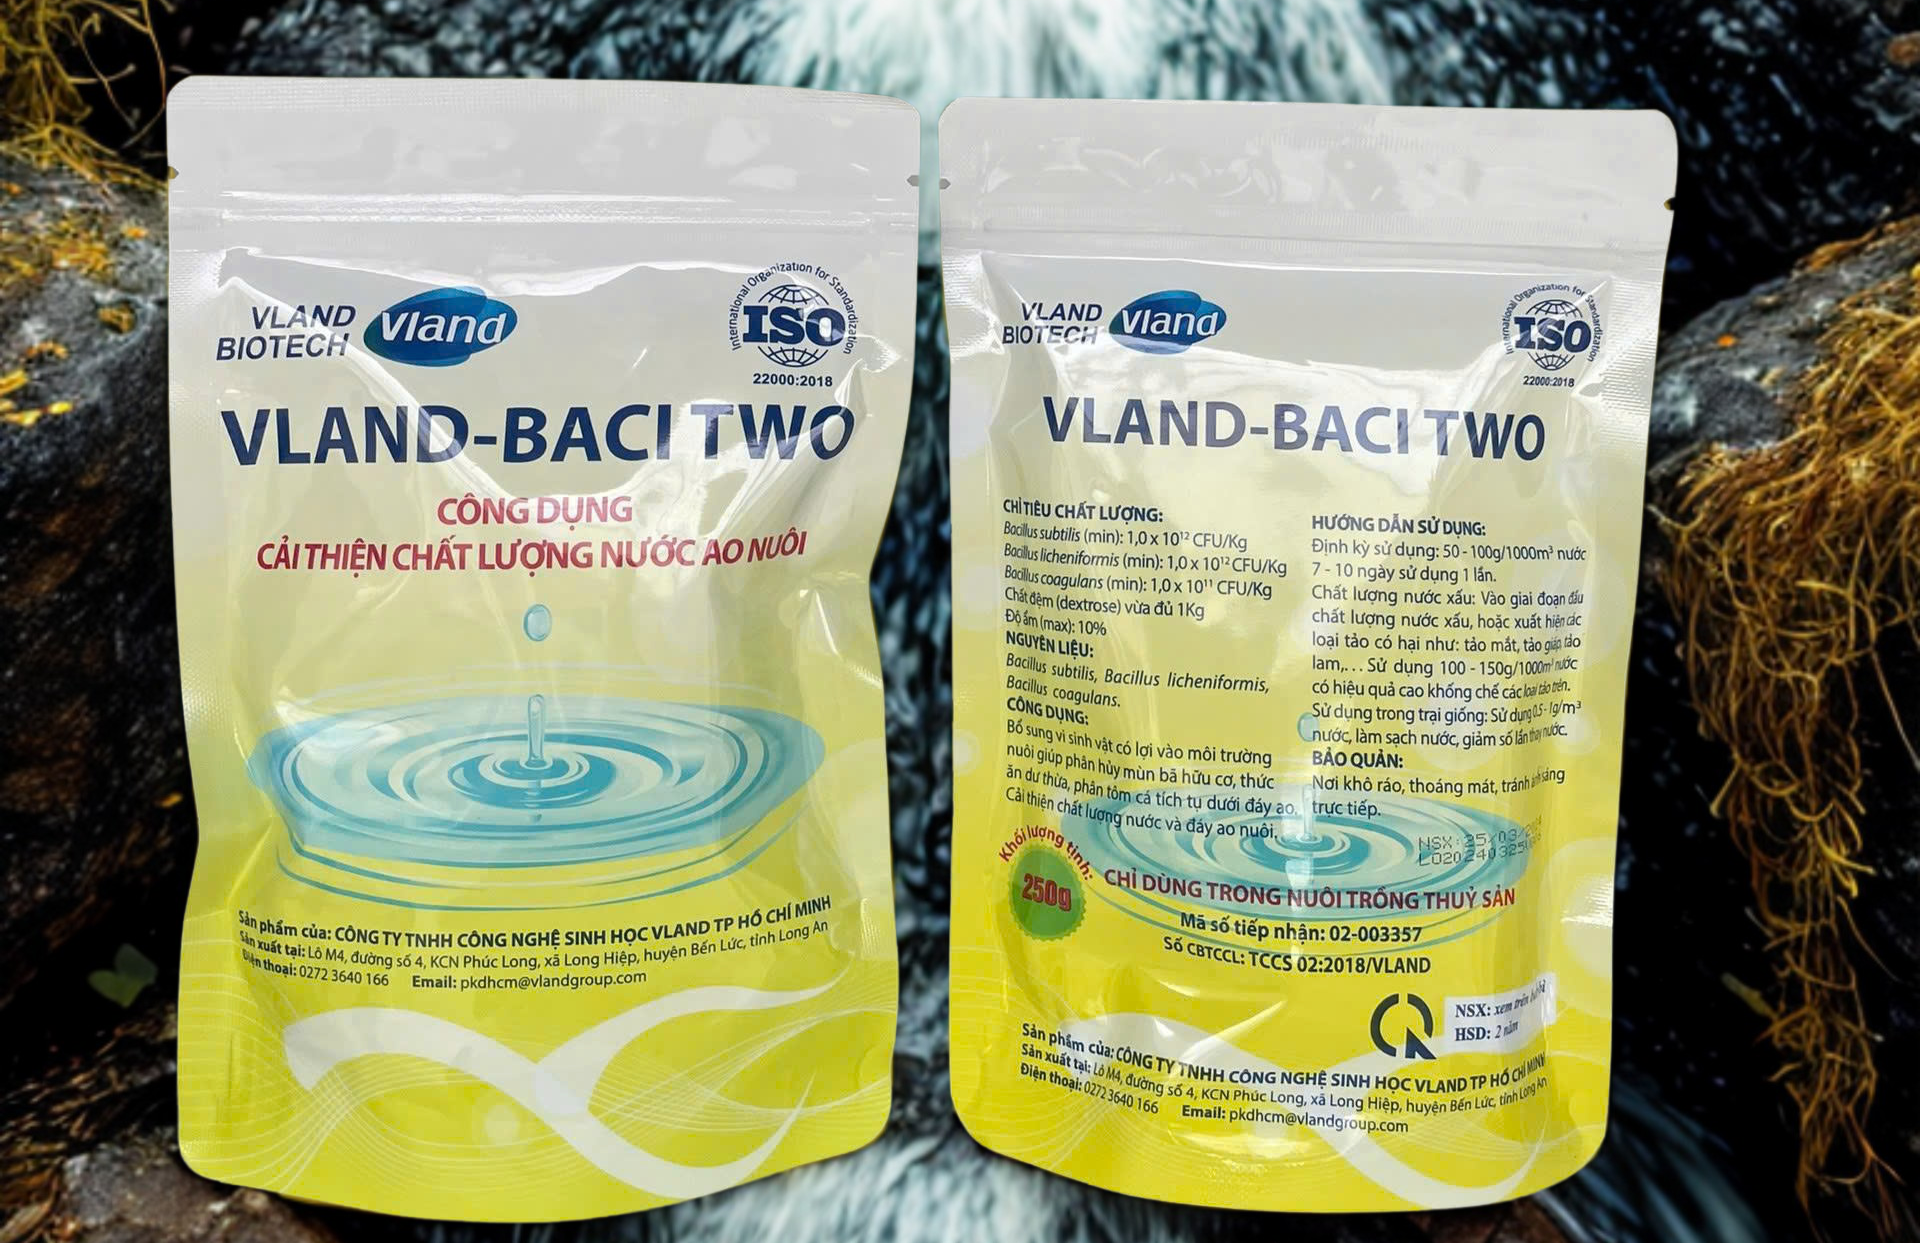 VLAND
BIOTECH
Vland
International Organization for Standardization
ISO
22000:2018
VLAND-BACI TWO
CÔNG DỤNG
CẢI THIỆN CHẤT LƯỢNG NƯỚC AO NUÔI
Sản phẩm của: CÔNG TY TNHH CÔNG NGHỆ SINH HỌC VLAND TP HỒ CHÍ MINH
Sản xuất tại: Lô M4, đường số 4, KCN Phúc Long, xã Long Hiệp, huyện Bến Lức, tỉnh Long An
Điện thoại: 0272 3640 166 Email: pkdhcm@vlandgroup.com
VLAND
BIOTECH
Vland
International Organization for Standardization
ISO
22000:2018
VLAND-BACI TWO
CHỈ TIÊU CHẤT LƯỢNG:
Bacillus subtilis (min): 1,0 x 10¹² CFU/Kg
Bacillus licheniformis (min): 1,0 x 10¹² CFU/Kg
Bacillus coagulans (min): 1,0 x 10¹¹ CFU/Kg
Chất đệm (dextrose) vừa đủ 1Kg
Độ ẩm (max): 10%
NGUYÊN LIỆU:
Bacillus subtilis, Bacillus licheniformis,
Bacillus coagulans.
CÔNG DỤNG:
Bổ sung vi sinh vật có lợi vào môi trường
nuôi giúp phân hủy mùn bã hữu cơ, thức
ăn dư thừa, phân tôm cá tích tụ dưới đáy ao.
Cải thiện chất lượng nước và đáy ao nuôi.
HƯỚNG DẪN SỬ DỤNG:
Định kỳ sử dụng: 50 - 100g/1000m³ nước
7 - 10 ngày sử dụng 1 lần.
Chất lượng nước xấu: Vào giai đoạn đầu
chất lượng nước xấu, hoặc xuất hiện các
loại tảo có hại như: tảo mắt, tảo giáp, tảo
lam,... Sử dụng 100 - 150g/1000m³ nước
có hiệu quả cao khống chế các loại tảo trên.
Sử dụng trong trại giống: Sử dụng 0.5 - 1g/m³
nước, làm sạch nước, giảm số lần thay nước.
BẢO QUẢN:
Nơi khô ráo, thoáng mát, tránh ánh sáng
trực tiếp.
NSX: 25/03/
Khối lượng tịnh:
250g
CHỈ DÙNG TRONG NUÔI TRỒNG THUỶ SẢN
Mã số tiếp nhận: 02-003357
Số CBTCCL: TCCS 02:2018/VLAND
NSX: xem trên bao bì
HSD: 2 năm
Sản phẩm của: CÔNG TY TNHH CÔNG NGHỆ SINH HỌC VLAND TP HỒ CHÍ MINH
Sản xuất tại: Lô M4, đường số 4, KCN Phúc Long, xã Long Hiệp, huyện Bến Lức, tỉnh Long An
Điện thoại: 0272 3640 166 Email: pkdhcm@vlandgroup.com